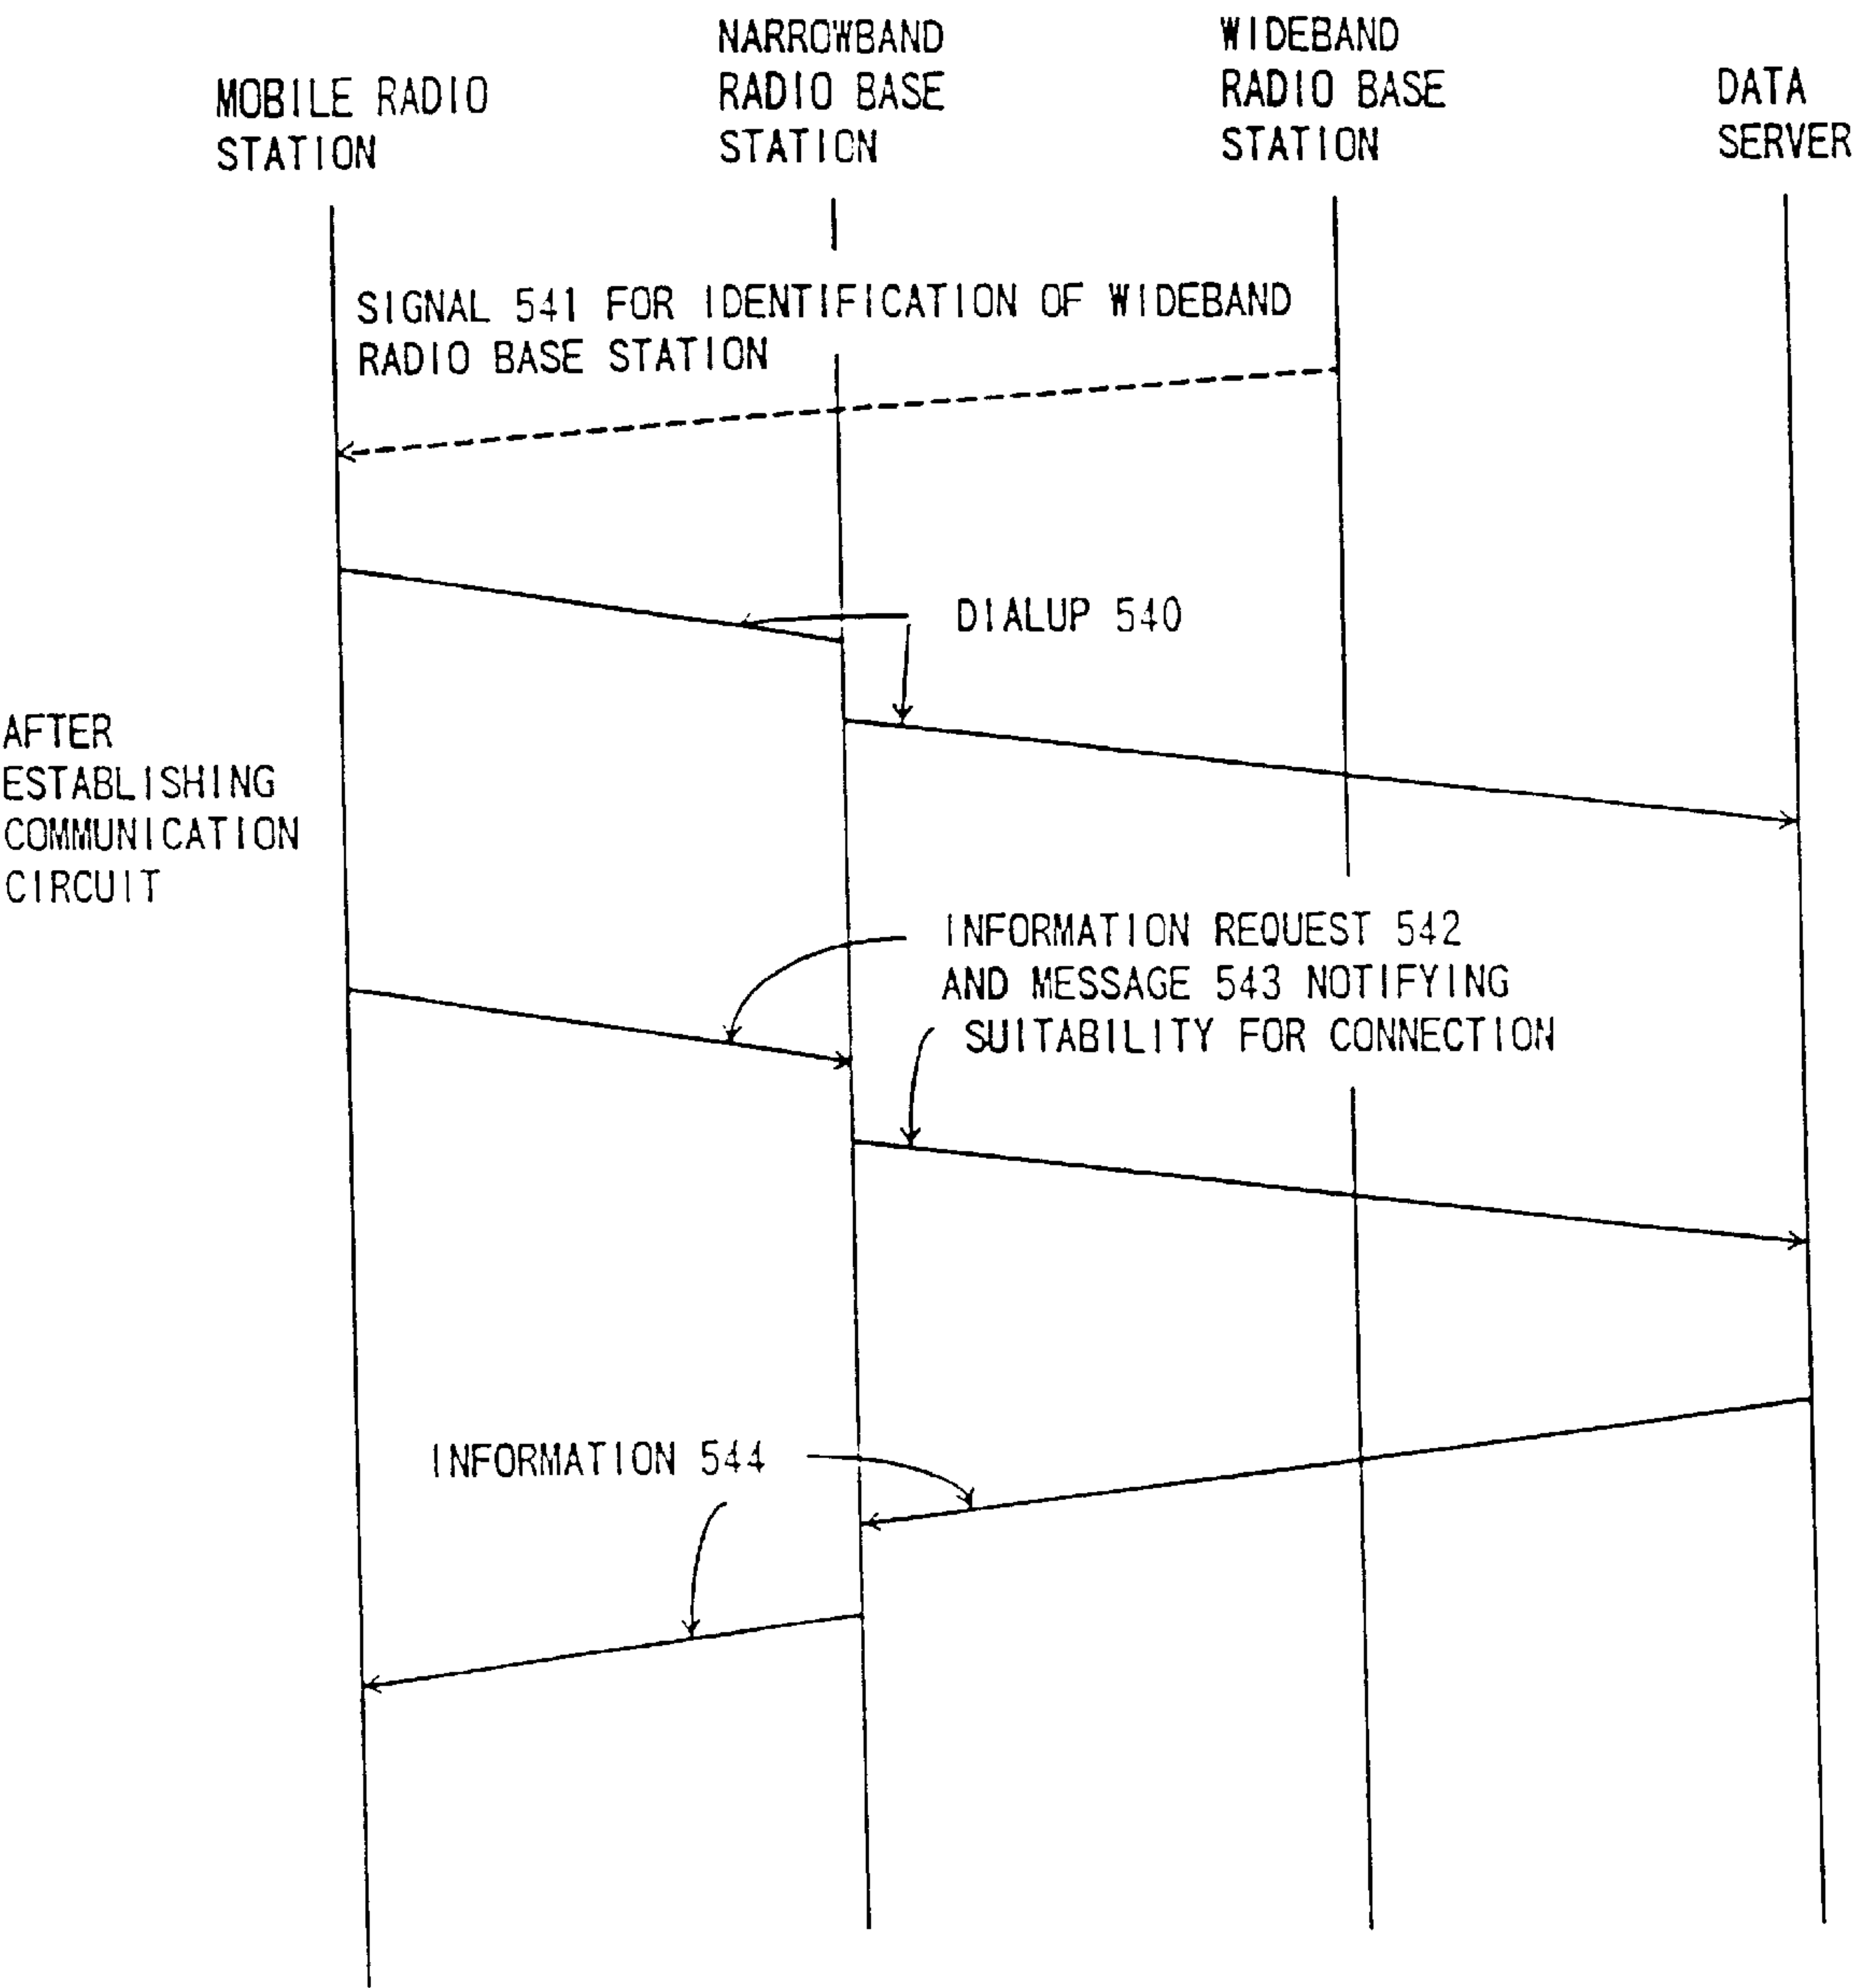 MOBILE RADIO
STATION
NARROWBAND
RADIO BASE
STATION
WIDEBAND
RADIO BASE
STATION
DATA
SERVER
SIGNAL 541 FOR IDENTIFICATION OF WIDEBAND
RADIO BASE STATION
DIALUP 540
AFTER
ESTABLISHING
COMMUNICATION
CIRCUIT
INFORMATION REQUEST 542
AND MESSAGE 543 NOTIFYING
SUITABILITY FOR CONNECTION
INFORMATION 544